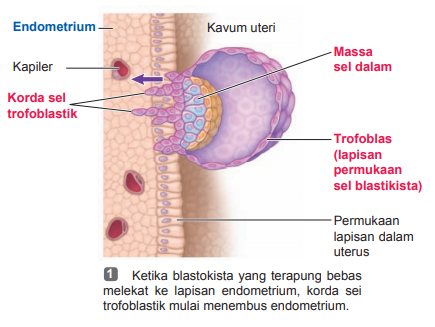 Endometrium
Kavum uteri
Kapiler
Massa
sel dalam
Korda sel
trofoblastik
Trofoblas
(lapisan
permukaan
sel blastikista)
Permukaan
lapisan dalam
uterus
1 Ketika blastokista yang terapung bebas
melekat ke lapisan endometrium, korda sei
trofoblastik mulai menembus endometrium.